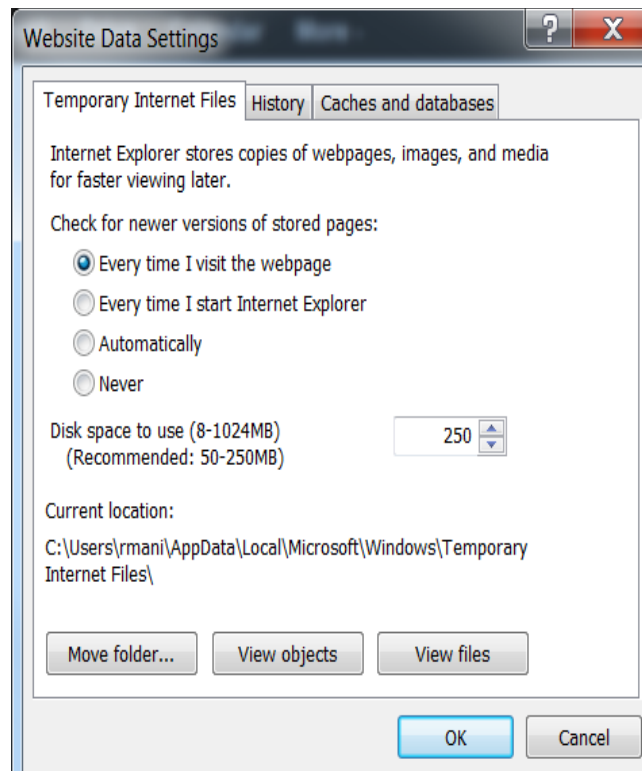 Website Data Settings
?
X
Temporary Internet Files
History
Caches and databases
Internet Explorer stores copies of webpages, images, and media
for faster viewing later.
Check for newer versions of stored pages:
Every time I visit the webpage
Every time I start Internet Explorer
Automatically
Never
Disk space to use (8-1024MB)
250
(Recommended: 50-250MB)
Current location:
C:\Users\rmani\AppData\Local\Microsoft\Windows\Temporary
Internet Files\
Move folder...
View objects
View files
OK
Cancel